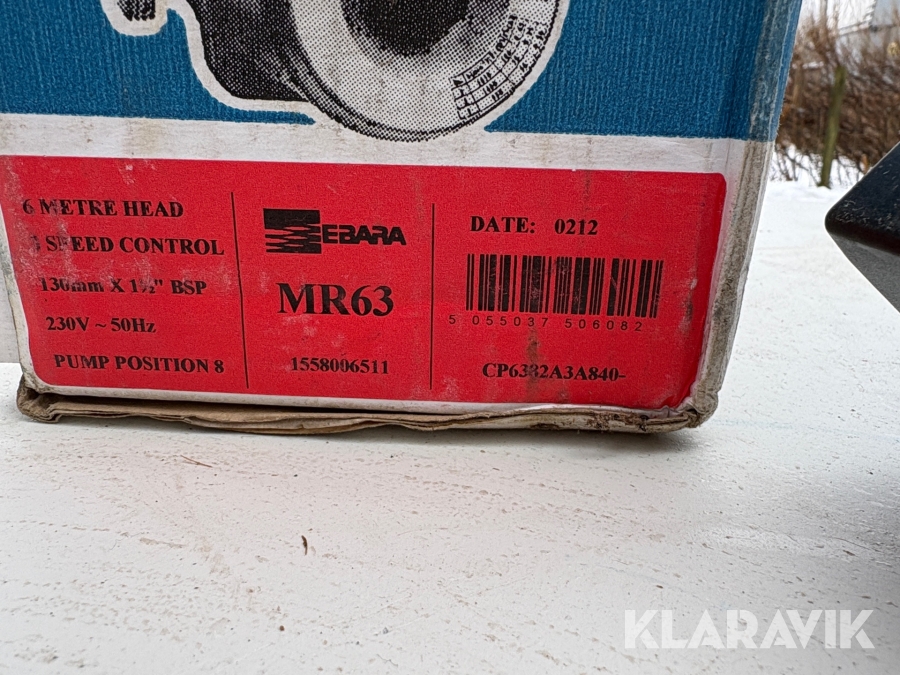 6 METRE HEAD
SPEED CONTROL
130mm X 1½" BSP
230V ~ 50Hz
PUMP POSITION 8
EBARA
MR63
1558006511
DATE: 0212
5 055037 506082
CP6382A3A840-
KLARAVIK